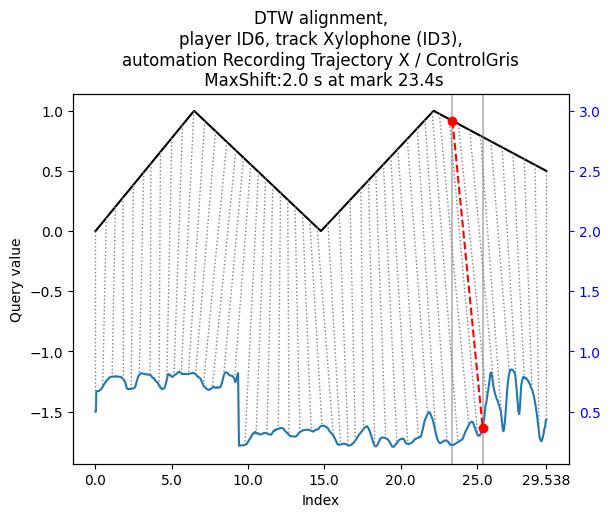 DTW alignment,
player ID6, track Xylophone (ID3),
automation Recording Trajectory X / ControlGris
MaxShift:2.0 s at mark 23.4s
1.0
0.5
0.0
−0.5
−1.0
−1.5
Query value
3.0
2.5
2.0
1.5
1.0
0.5
0.0 5.0 10.0 15.0 20.0 25.0 29.538
Index